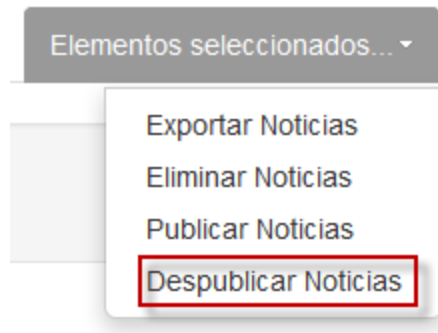 Elementos seleccionados...
Exportar Noticias
Eliminar Noticias
Publicar Noticias
Despublicar Noticias